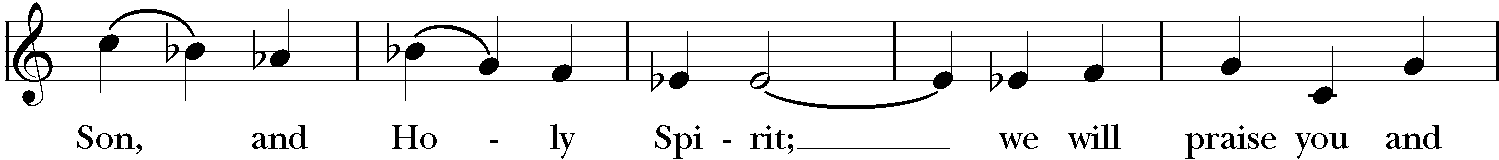 Son, and Ho - ly Spi - rit; we will praise you and